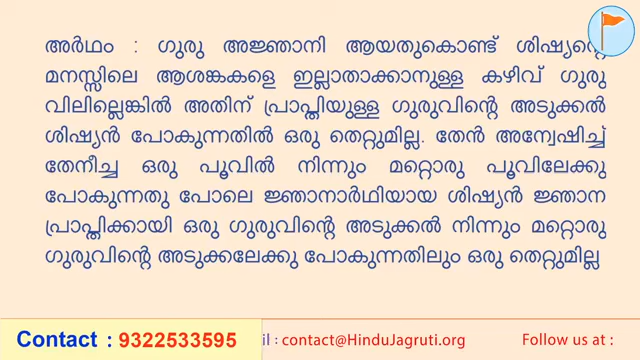 അർഥം : ഗുരു അജ്ഞാനി ആയതുകൊണ്ട് ശിഷ്യന്റെ
മനസ്സിലെ ആശങ്കകളെ ഇല്ലാതാക്കാനുള്ള കഴിവ് ഗുരു
വിലില്ലെങ്കിൽ അതിന് പ്രാപ്തിയുള്ള ഗുരുവിന്റെ അടുക്കൽ
ശിഷ്യൻ പോകുന്നതിൽ ഒരു തെറ്റുമില്ല. തേൻ അന്വേഷിച്ച്
തേനീച്ച ഒരു പൂവിൽ നിന്നും മറ്റൊരു പൂവിലേക്കു
പോകുന്നതു പോലെ ജ്ഞാനാർഥിയായ ശിഷ്യൻ ജ്ഞാന
പ്രാപ്തിക്കായി ഒരു ഗുരുവിന്റെ അടുക്കൽ നിന്നും മറ്റൊരു
ഗുരുവിന്റെ അടുക്കലേക്കു പോകുന്നതിലും ഒരു തെറ്റുമില്ല
Contact : 9322533595 il : contact@HinduJagruti.org Follow us at :